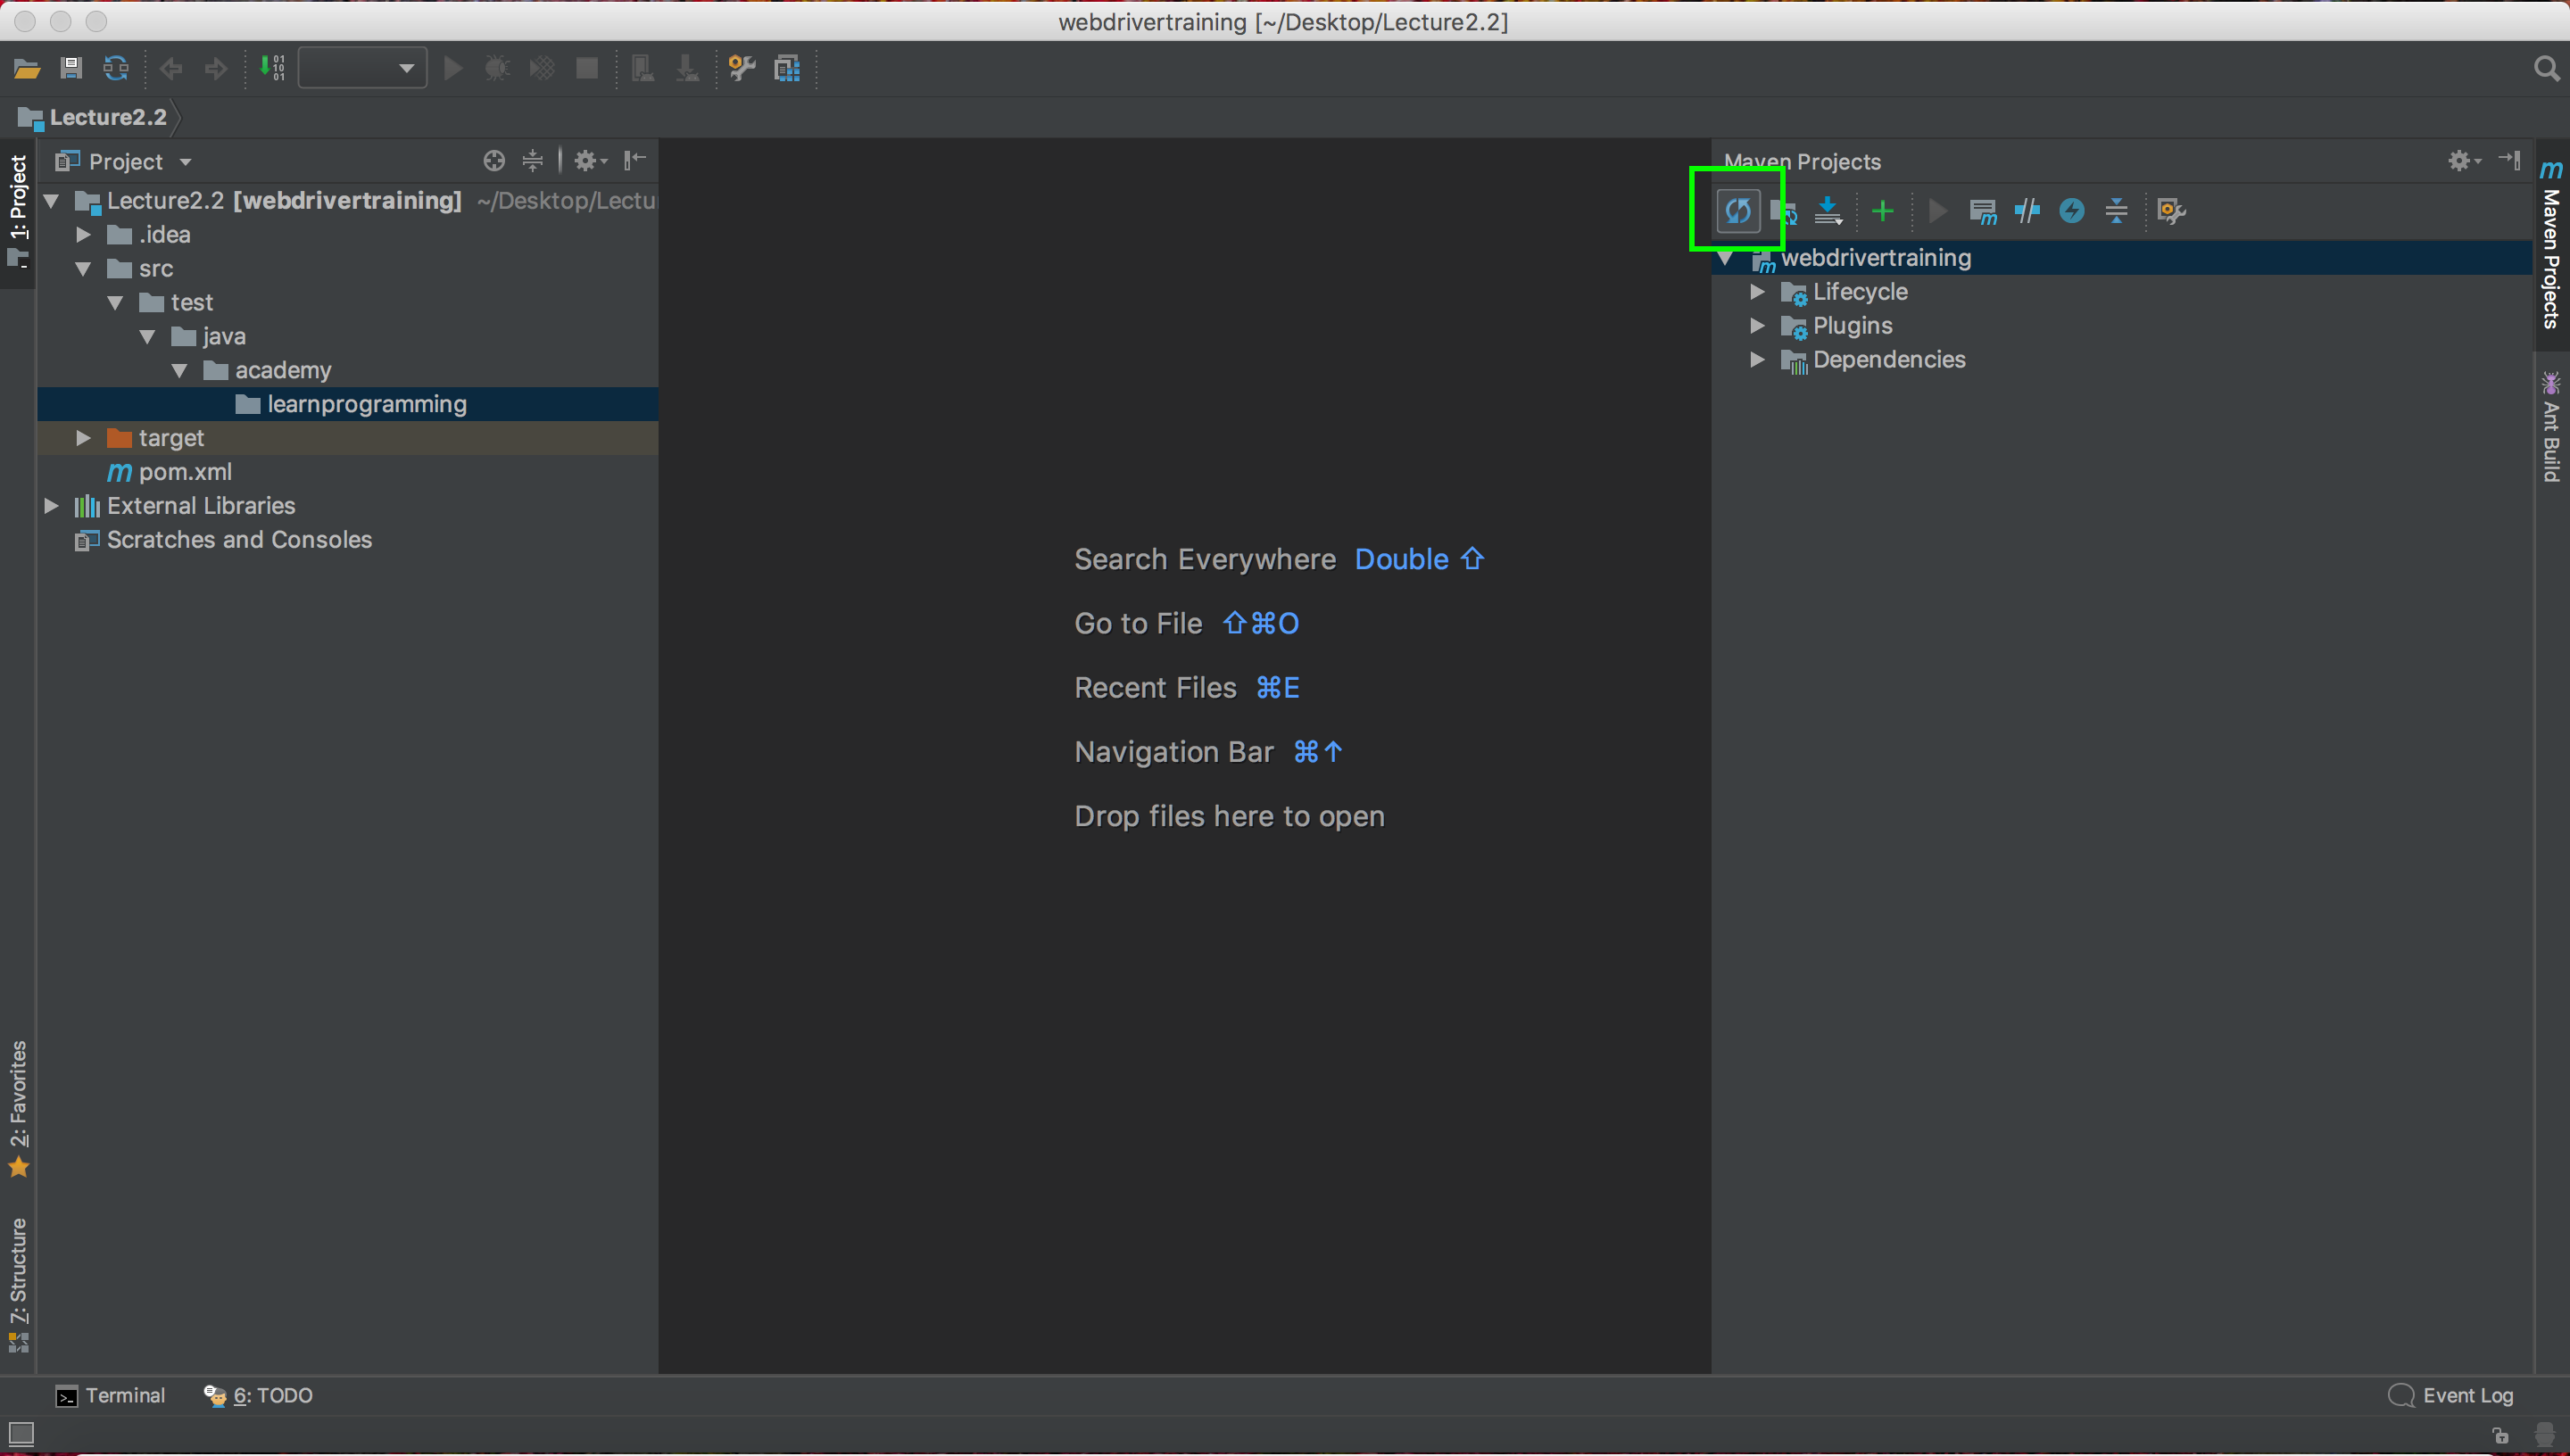 webdrivertraining [~/Desktop/Lecture2.2]
Lecture2.2
1: Project
Project
Lecture2.2 [webdrivertraining] ~/Desktop/Lectu
.idea
src
test
java
academy
learnprogramming
target
pom.xml
External Libraries
Scratches and Consoles
2: Favorites
7: Structure
Search Everywhere Double ⇧
Go to File ⇧⌘O
Recent Files ⌘E
Navigation Bar ⌘↑
Drop files here to open
Maven Projects
webdrivertraining
Lifecycle
Plugins
Dependencies
Maven Projects
Ant Build
Terminal
6: TODO
Event Log